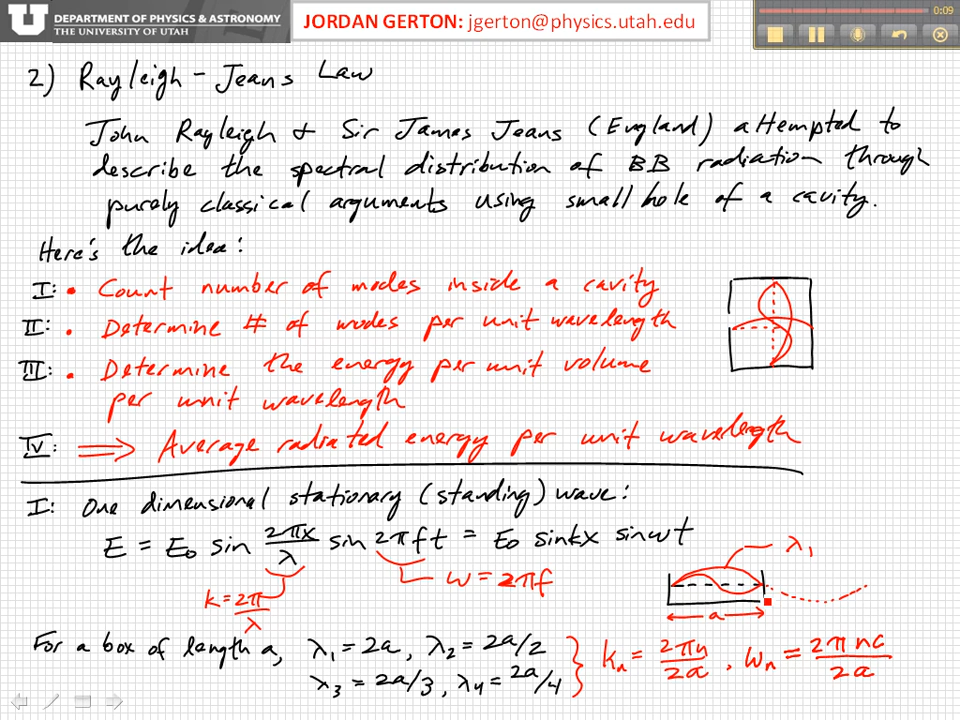 U DEPARTMENT OF PHYSICS & ASTRONOMY
THE UNIVERSITY OF UTAH
JORDAN GERTON: jgerton@physics.utah.edu
0:09
2) Rayleigh - Jeans Law
John Rayleigh + Sir James Jeans (England) attempted to
describe the spectral distribution of BB radiation through
purely classical arguments using small hole of a cavity.
Here's the idea:
I: • Count number of modes inside a cavity
II: • Determine # of modes per unit wavelength
III: • Determine the energy per unit volume
per unit wavelength
IV: ⟹ Average radiated energy per unit wavelength
I: One dimensional stationary (standing) wave:
E = E₀ sin 2πx/λ sin 2πft = E₀ sinkx sinωt
λ₁
k = 2π/λ
ω = 2πf
a
For a box of length a, λ₁ = 2a, λ₂ = 2a/2
λ₃ = 2a/3, λ₄ = 2a/4
kₙ = 2πn/2a, ωₙ = 2πnc/2a